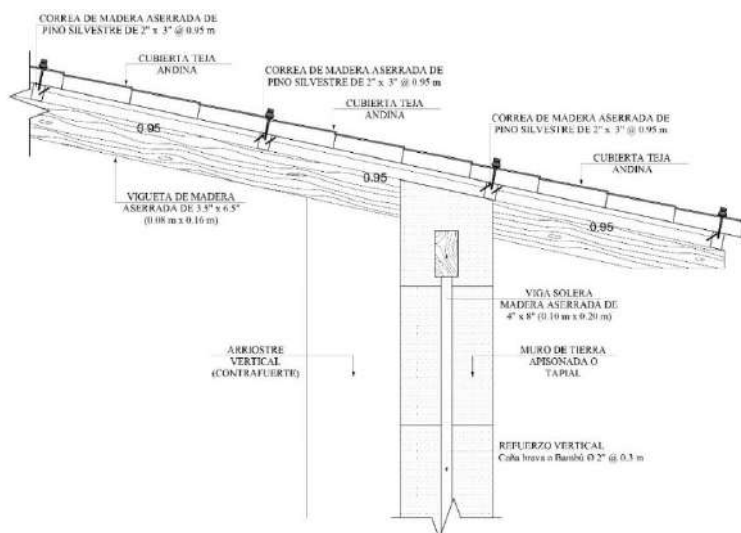 CORREA DE MADERA ASERRADA DE
PINO SILVESTRE DE 2" x 3" @ 0.95 m
CUBIERTA TEJA
ANDINA
CORREA DE MADERA ASERRADA DE
PINO SILVESTRE DE 2" x 3" @ 0.95 m
CUBIERTA TEJA
ANDINA
CORREA DE MADERA ASERRADA DE
PINO SILVESTRE DE 2" x 3" @ 0.95 m
CUBIERTA TEJA
ANDINA
0.95
0.95
0.95
VIGUETA DE MADERA
ASERRADA DE 3.5" x 6.5"
(0.08 m x 0.16 m)
VIGA SOLERA
MADERA ASERRADA DE
4" x 8" (0.10 m x 0.20 m)
ARRIOSTRE
VERTICAL
(CONTRAFUERTE)
MURO DE TIERRA
APISONADA O
TAPIAL
REFUERZO VERTICAL
Caña brava o Bambú Ø 2" @ 0.3 m